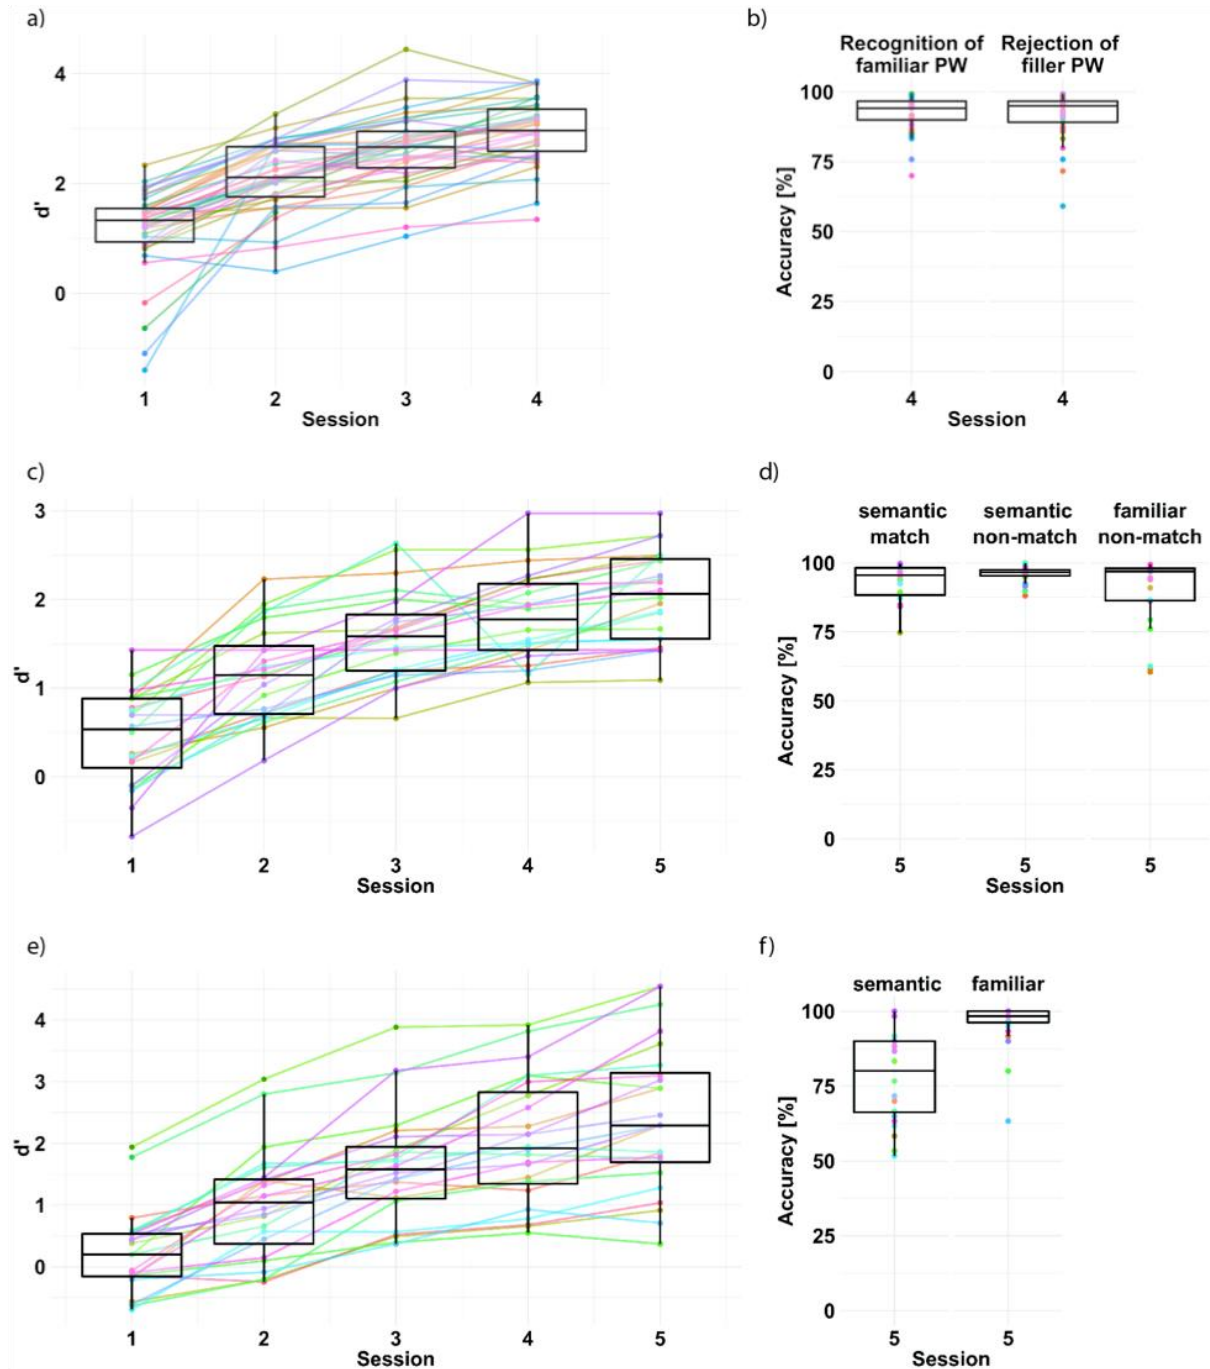 a)
4
2
0
d'
1 2 3 4
Session
b)
Recognition of
familiar PW
Rejection of
filler PW
100
75
50
25
0
Accuracy [%]
4 4
Session
c)
3
2
1
0
d'
1 2 3 4 5
Session
d)
semantic
match
semantic
non-match
familiar
non-match
100
75
50
25
0
Accuracy [%]
5 5 5
Session
e)
4
3
2
1
0
d'
1 2 3 4 5
Session
f)
semantic familiar
100
75
50
25
0
Accuracy [%]
5 5
Session